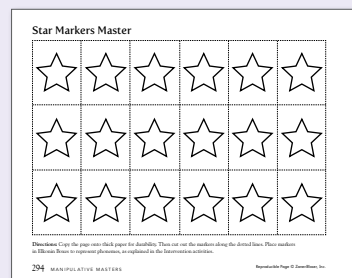 Star Markers Master
Directions: Copy the page onto thick paper for durability. Then cut out the markers along the dotted lines. Place markers
in Elkonin Boxes to represent phonemes, as explained in the Intervention activities.
294 MANIPULATIVE MASTERS
Reproducible Page © Zaner-Bloser, Inc.